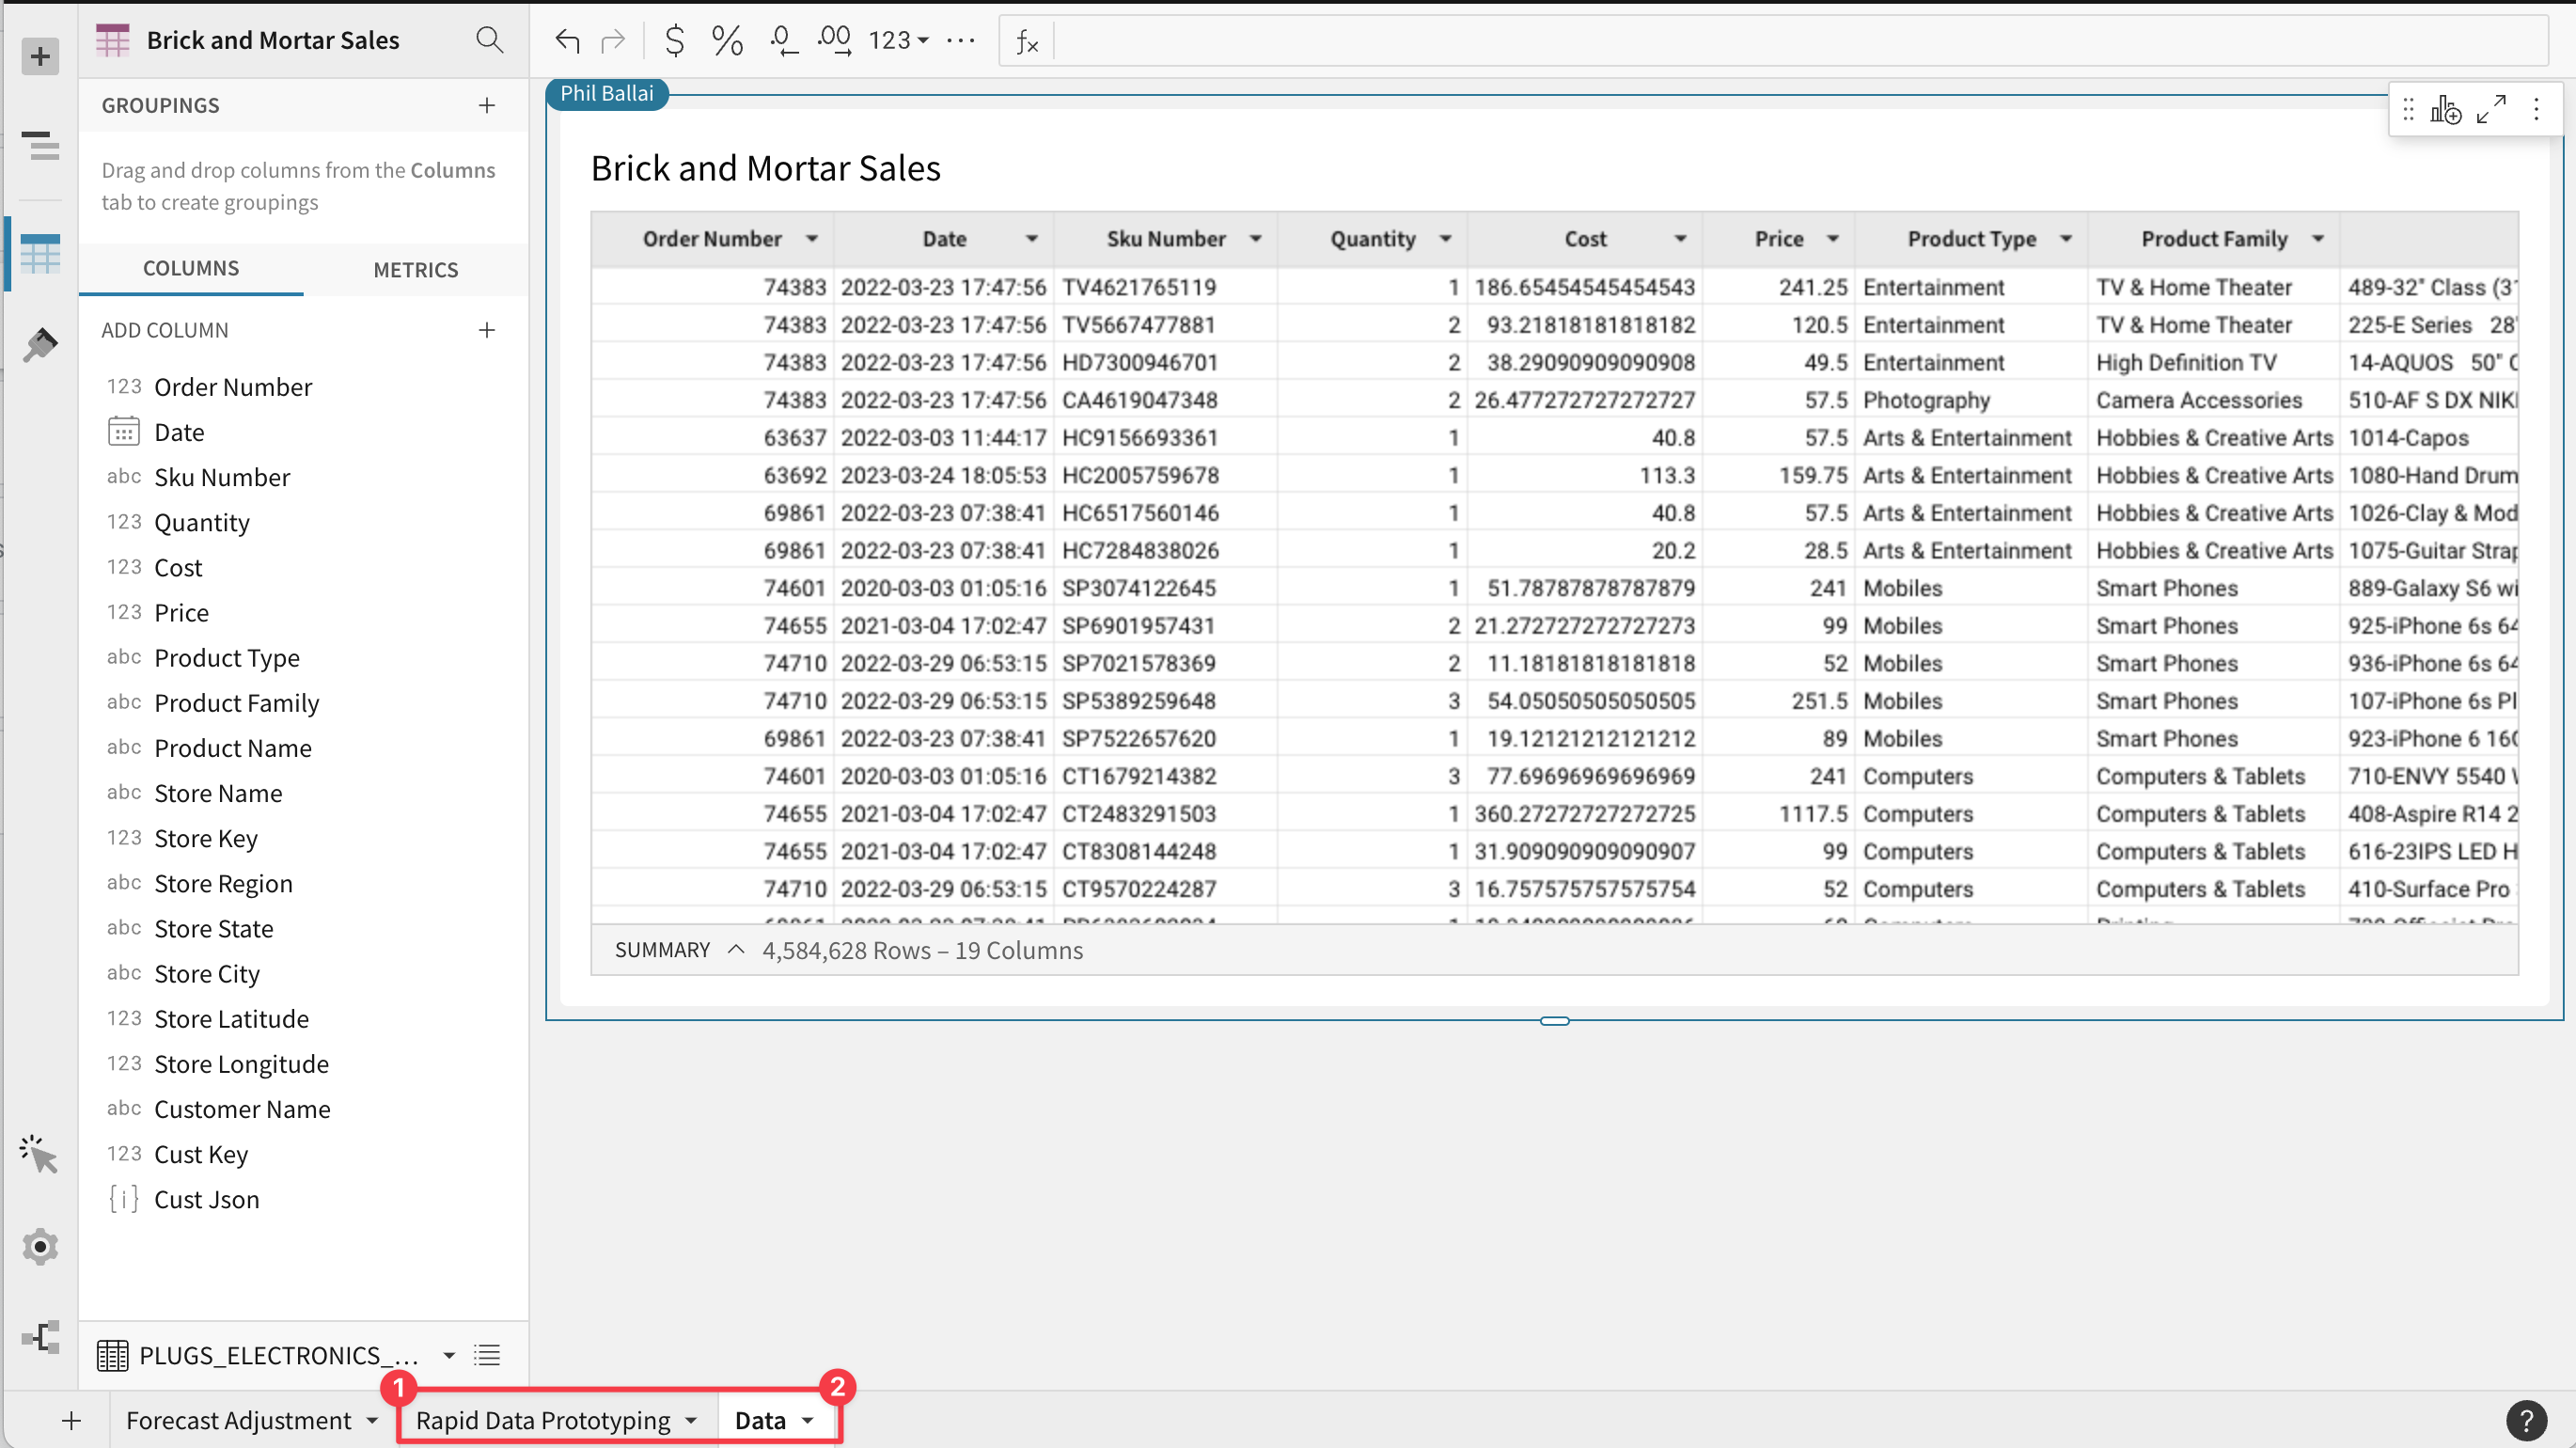 Brick and Mortar Sales
$ % .0 .00 123 ... fx
GROUPINGS
Drag and drop columns from the Columns
tab to create groupings
COLUMNS METRICS
ADD COLUMN
123 Order Number
Date
abc Sku Number
123 Quantity
123 Cost
123 Price
abc Product Type
abc Product Family
abc Product Name
abc Store Name
123 Store Key
abc Store Region
abc Store State
abc Store City
123 Store Latitude
123 Store Longitude
abc Customer Name
123 Cust Key
{i} Cust Json
PLUGS_ELECTRONICS_...
Phil Ballai
Brick and Mortar Sales
Order Number Date Sku Number Quantity Cost Price Product Type Product Family
74383 2022-03-23 17:47:56 TV4621765119 1 186.65454545454543 241.25 Entertainment TV & Home Theater 489-32" Class (31
74383 2022-03-23 17:47:56 TV5667477881 2 93.21818181818182 120.5 Entertainment TV & Home Theater 225-E Series 28"
74383 2022-03-23 17:47:56 HD7300946701 2 38.29090909090908 49.5 Entertainment High Definition TV 14-AQUOS 50" C
74383 2022-03-23 17:47:56 CA4619047348 2 26.477272727272727 57.5 Photography Camera Accessories 510-AF S DX NIK
63637 2022-03-03 11:44:17 HC9156693361 1 40.8 57.5 Arts & Entertainment Hobbies & Creative Arts 1014-Capos
63692 2023-03-24 18:05:53 HC2005759678 1 113.3 159.75 Arts & Entertainment Hobbies & Creative Arts 1080-Hand Drum
69861 2022-03-23 07:38:41 HC6517560146 1 40.8 57.5 Arts & Entertainment Hobbies & Creative Arts 1026-Clay & Mod
69861 2022-03-23 07:38:41 HC7284838026 1 20.2 28.5 Arts & Entertainment Hobbies & Creative Arts 1075-Guitar Strap
74601 2020-03-03 01:05:16 SP3074122645 1 51.78787878787879 241 Mobiles Smart Phones 889-Galaxy S6 wi
74655 2021-03-04 17:02:47 SP6901957431 2 21.272727272727273 99 Mobiles Smart Phones 925-iPhone 6s 64
74710 2022-03-29 06:53:15 SP7021578369 2 11.18181818181818 52 Mobiles Smart Phones 936-iPhone 6s 64
74710 2022-03-29 06:53:15 SP5389259648 3 54.05050505050505 251.5 Mobiles Smart Phones 107-iPhone 6s Pl
69861 2022-03-23 07:38:41 SP7522657620 1 19.12121212121212 89 Mobiles Smart Phones 923-iPhone 6 16G
74601 2020-03-03 01:05:16 CT1679214382 3 77.69696969696969 241 Computers Computers & Tablets 710-ENVY 5540 W
74655 2021-03-04 17:02:47 CT2483291503 1 360.27272727272725 1117.5 Computers Computers & Tablets 408-Aspire R14 2
74655 2021-03-04 17:02:47 CT8308144248 1 31.909090909090907 99 Computers Computers & Tablets 616-23IPS LED H
74710 2022-03-29 06:53:15 CT9570224287 3 16.757575757575754 52 Computers Computers & Tablets 410-Surface Pro
SUMMARY 4,584,628 Rows – 19 Columns
1 2
Forecast Adjustment Rapid Data Prototyping Data ?